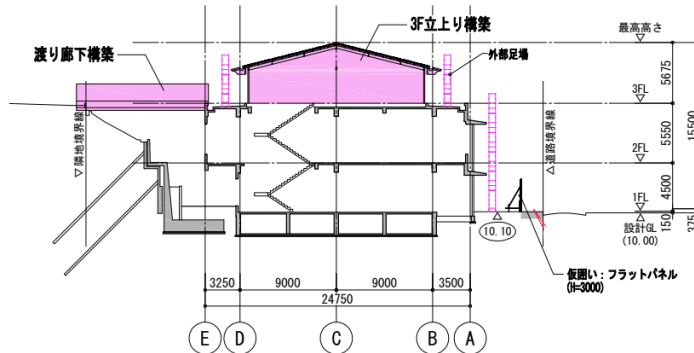 最高高さ
3F立上り構築
渡り廊下構築
外部足場
5675
3FL
5550
15500
▽隣地境界線
△道路境界線
2FL
4500
1FL
150
設計GL
(10.00)
375
10.10
仮囲い：フラットパネル
(H=3000)
3250
9000
9000
3500
24750
E
D
C
B
A